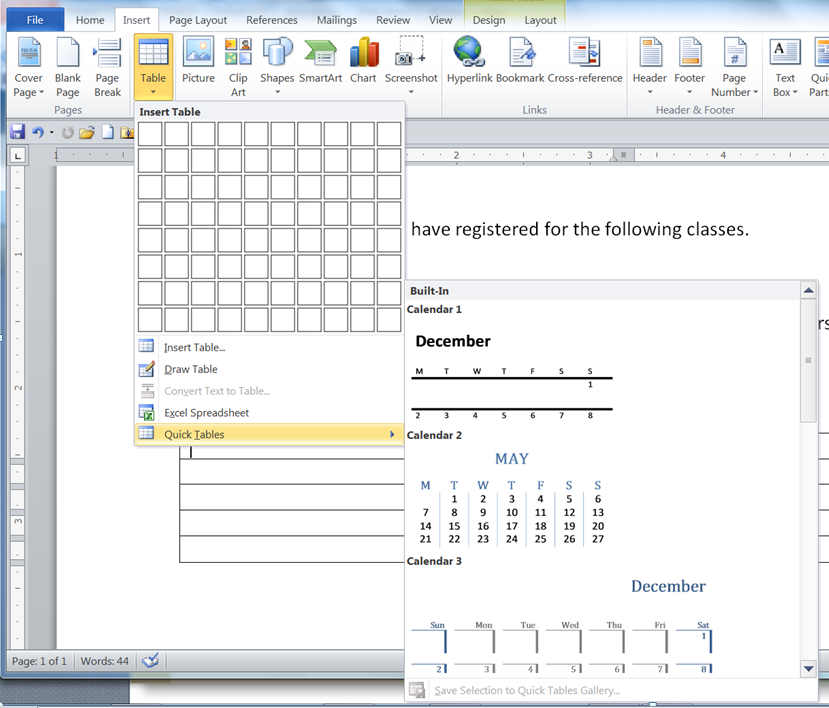 File Home Insert Page Layout References Mailings Review View Design Layout
Cover Page Blank Page Page Break Table Picture Clip Art Shapes SmartArt Chart Screenshot Hyperlink Bookmark Cross-reference Header Footer Page Number Text Box Quick Parts
Pages Links Header & Footer
Insert Table
1 2 3 4
have registered for the following classes.
Insert Table...
Draw Table
Convert Text to Table...
Excel Spreadsheet
Quick Tables
Built-In
Calendar 1
December
M T W T F S S
1
2 3 4 5 6 7 8
Calendar 2
MAY
M T W T F S S
1 2 3 4 5 6
7 8 9 10 11 12 13
14 15 16 17 18 19 20
21 22 23 24 25 26 27
Calendar 3
December
Sun Mon Tue Wed Thu Fri Sat
1
2 3 4 5 6 7 8
Save Selection to Quick Tables Gallery...
Page: 1 of 1 Words: 44